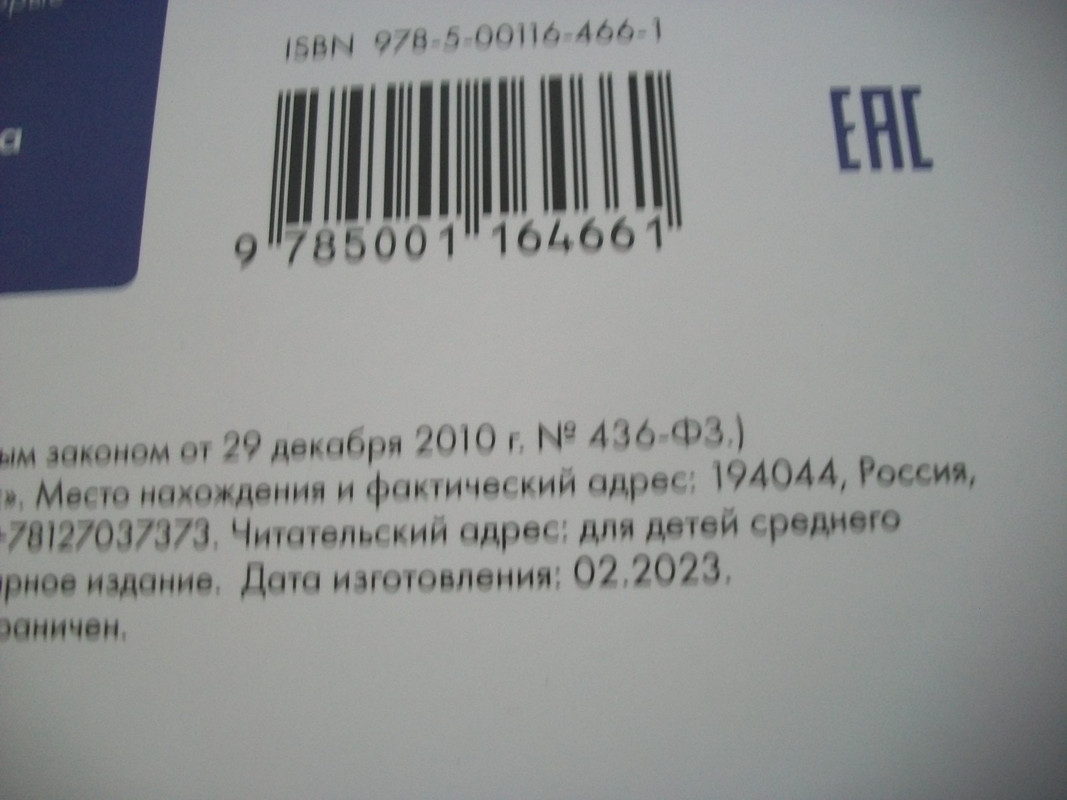 ISBN 978-5-00116-466-1
EAC
а
9 785001 164661
ым законом от 29 декабря 2010 г. № 436-ФЗ.)
». Место нахождения и фактический адрес: 194044, Россия,
+78127037373. Читательский адрес: для детей среднего
рное издание. Дата изготовления: 02.2023.
раничен.